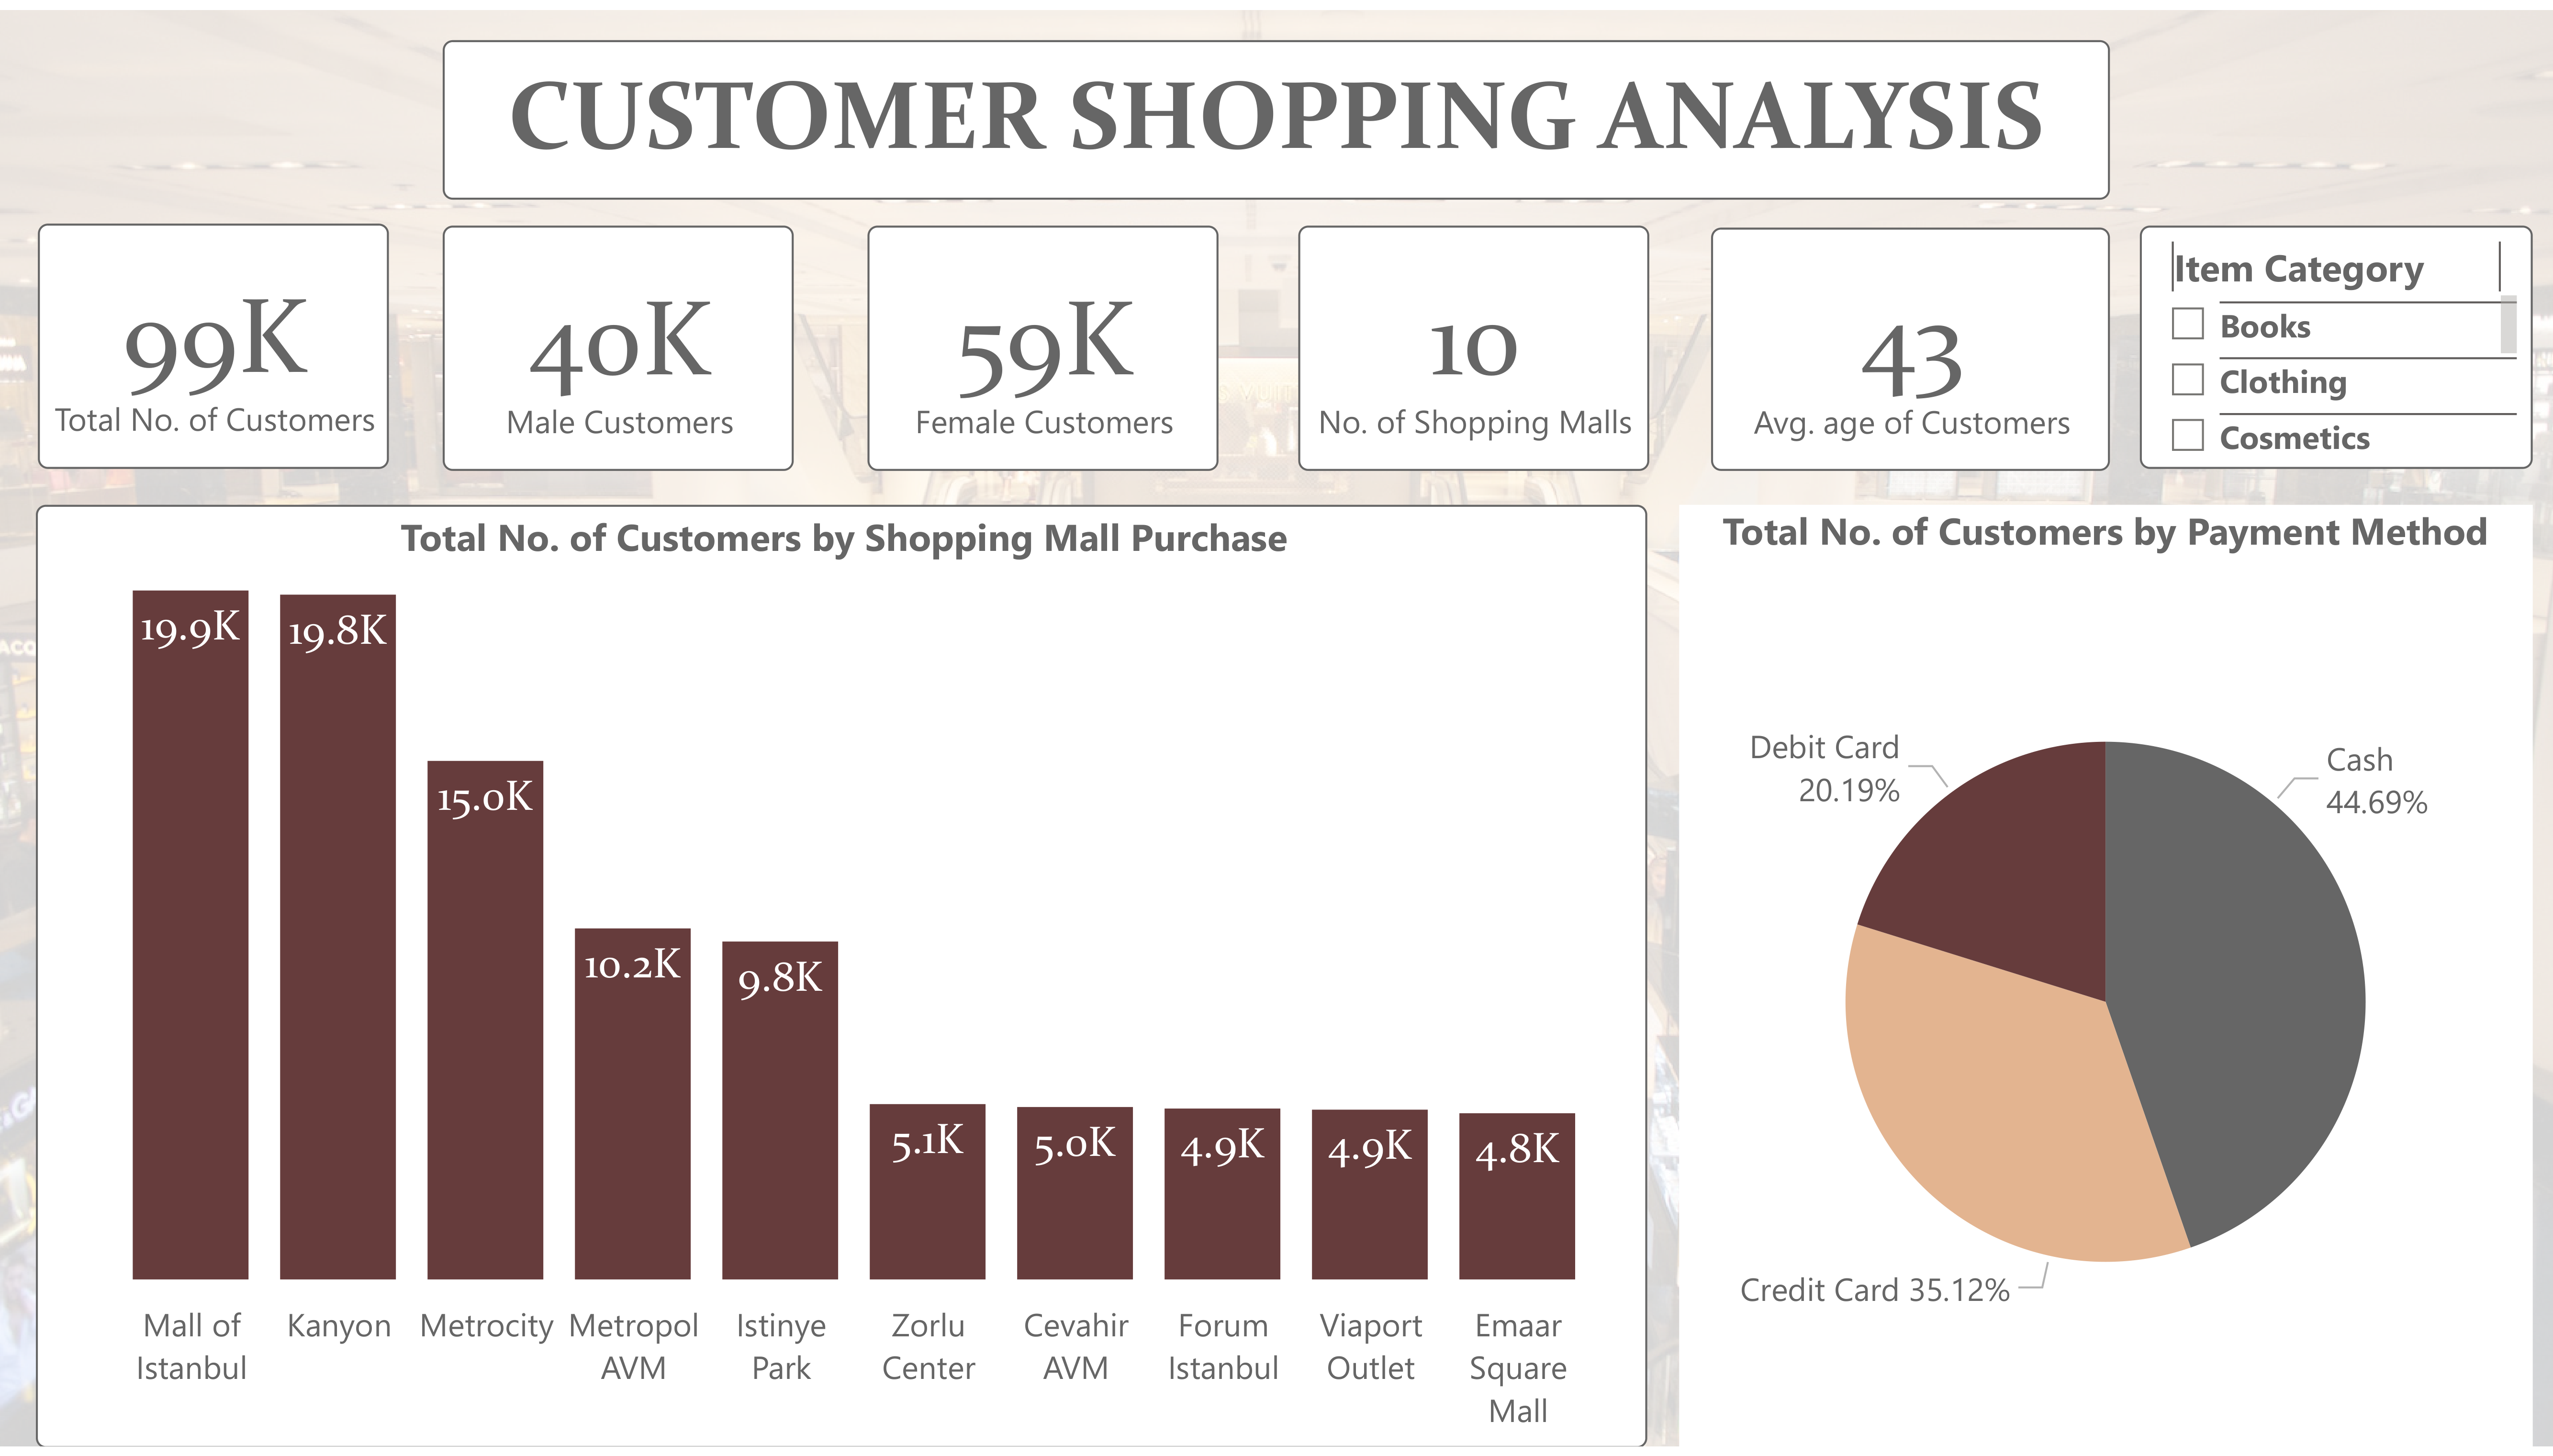 CUSTOMER SHOPPING ANALYSIS
99K
Total No. of Customers
40K
Male Customers
59K
Female Customers
10
No. of Shopping Malls
43
Avg. age of Customers
Item Category
Books
Clothing
Cosmetics
Total No. of Customers by Shopping Mall Purchase
19.9K
19.8K
15.0K
10.2K
9.8K
5.1K
5.0K
4.9K
4.9K
4.8K
Mall of
Istanbul
Kanyon
Metrocity
Metropol
AVM
Istinye
Park
Zorlu
Center
Cevahir
AVM
Forum
Istanbul
Viaport
Outlet
Emaar
Square
Mall
Total No. of Customers by Payment Method
Debit Card
20.19%
Cash
44.69%
Credit Card 35.12%